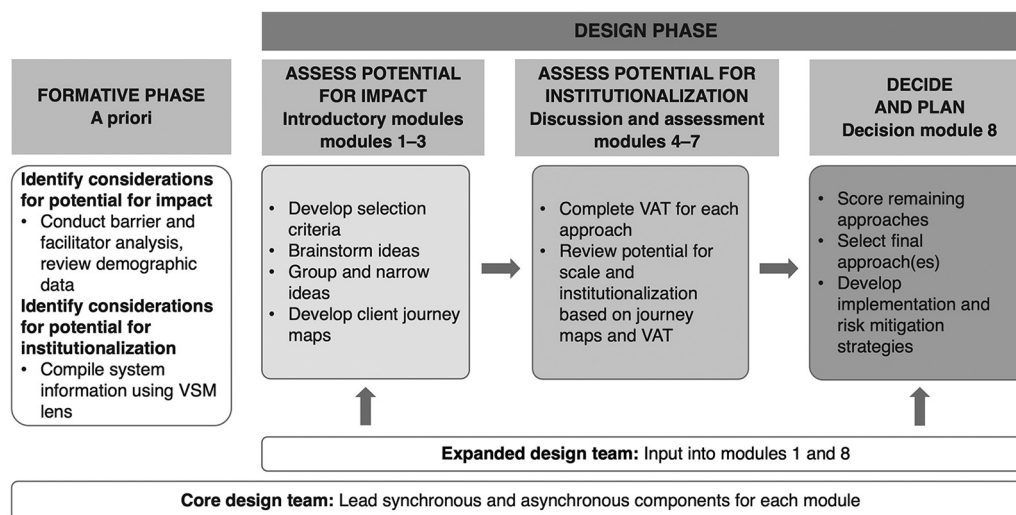 DESIGN PHASE
FORMATIVE PHASE
A priori
Identify considerations
for potential for impact
• Conduct barrier and
facilitator analysis,
review demographic
data
Identify considerations
for potential for
institutionalization
• Compile system
information using VSM
lens
ASSESS POTENTIAL
FOR IMPACT
Introductory modules
modules 1–3
• Develop selection
criteria
• Brainstorm ideas
• Group and narrow
ideas
• Develop client journey
maps
ASSESS POTENTIAL FOR
INSTITUTIONALIZATION
Discussion and assessment
modules 4–7
• Complete VAT for each
approach
• Review potential for
scale and
institutionalization
based on journey
maps and VAT
DECIDE
AND PLAN
Decision module 8
• Score remaining
approaches
• Select final
approach(es)
• Develop
implementation and
risk mitigation
strategies
Expanded design team: Input into modules 1 and 8
Core design team: Lead synchronous and asynchronous components for each module